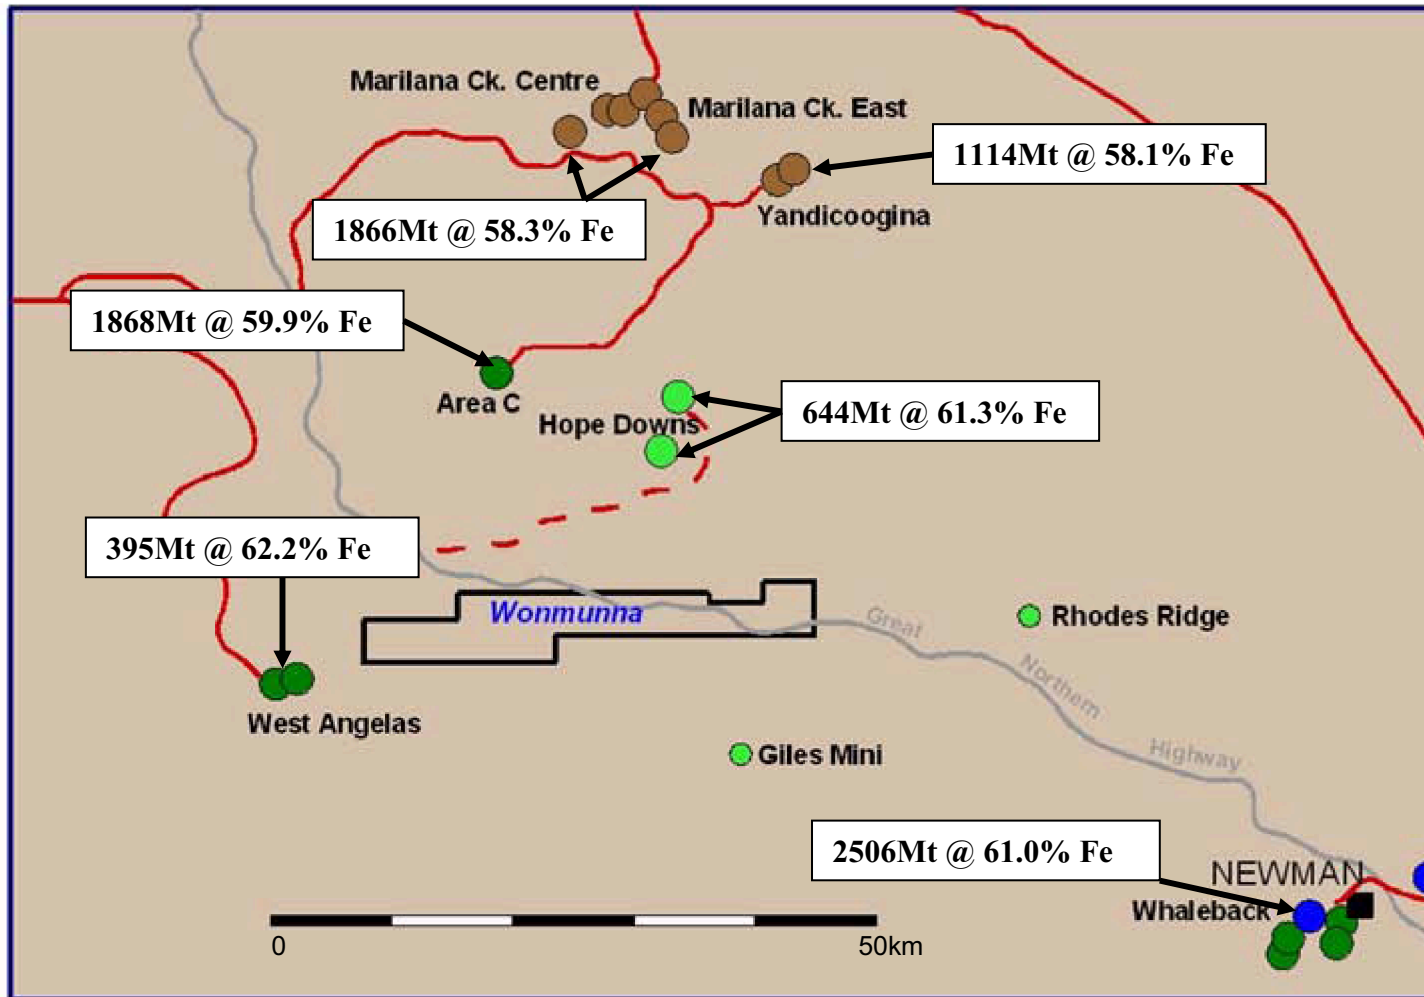 Marilana Ck. Centre
Marilana Ck. East
1114Mt @ 58.1% Fe
1866Mt @ 58.3% Fe
Yandicoogina
1868Mt @ 59.9% Fe
Area C
644Mt @ 61.3% Fe
Hope Downs
395Mt @ 62.2% Fe
Wonmunna
Great
Northern
Highway
Rhodes Ridge
West Angelas
Giles Mini
2506Mt @ 61.0% Fe
NEWMAN
Whaleback
0
50km